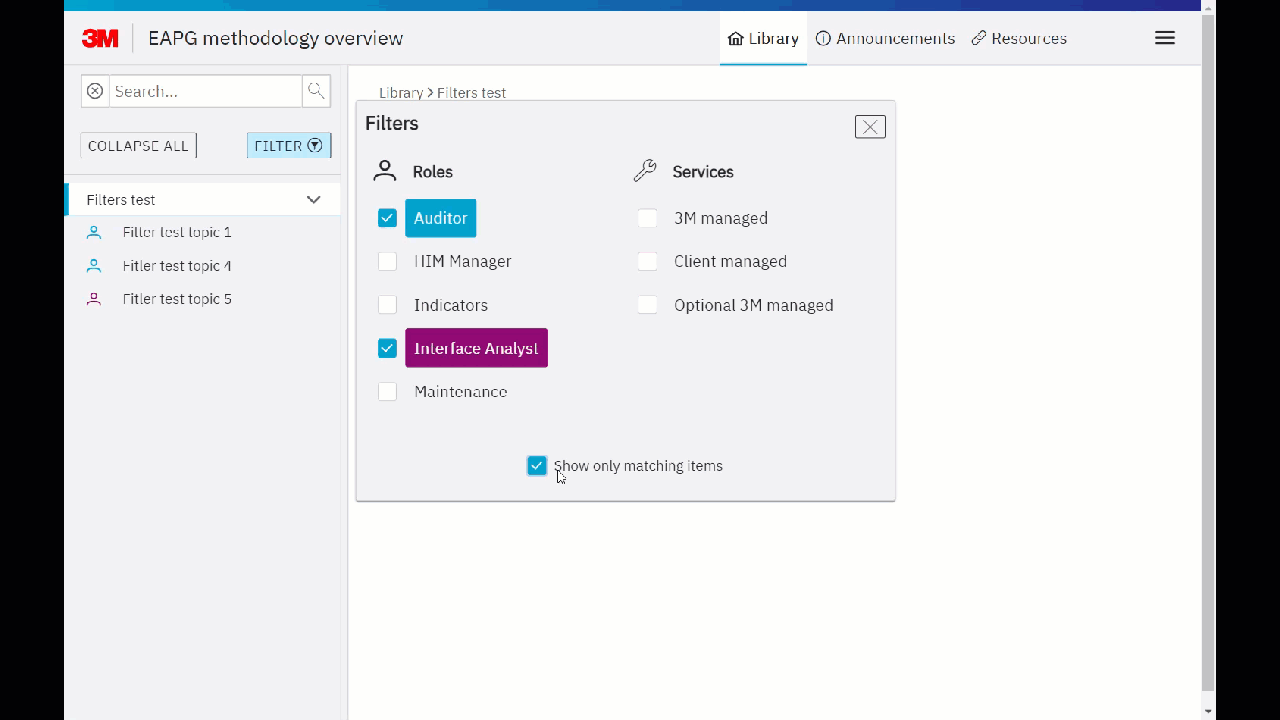 3M EAPG methodology overview Library Announcements Resources
Search...
COLLAPSE ALL FILTER
Filters test
Filter test topic 1
Fitler test topic 4
Fitler test topic 5
Library > Filters test
Filters
Roles
Auditor
HIM Manager
Indicators
Interface Analyst
Maintenance
Services
3M managed
Client managed
Optional 3M managed
Show only matching items